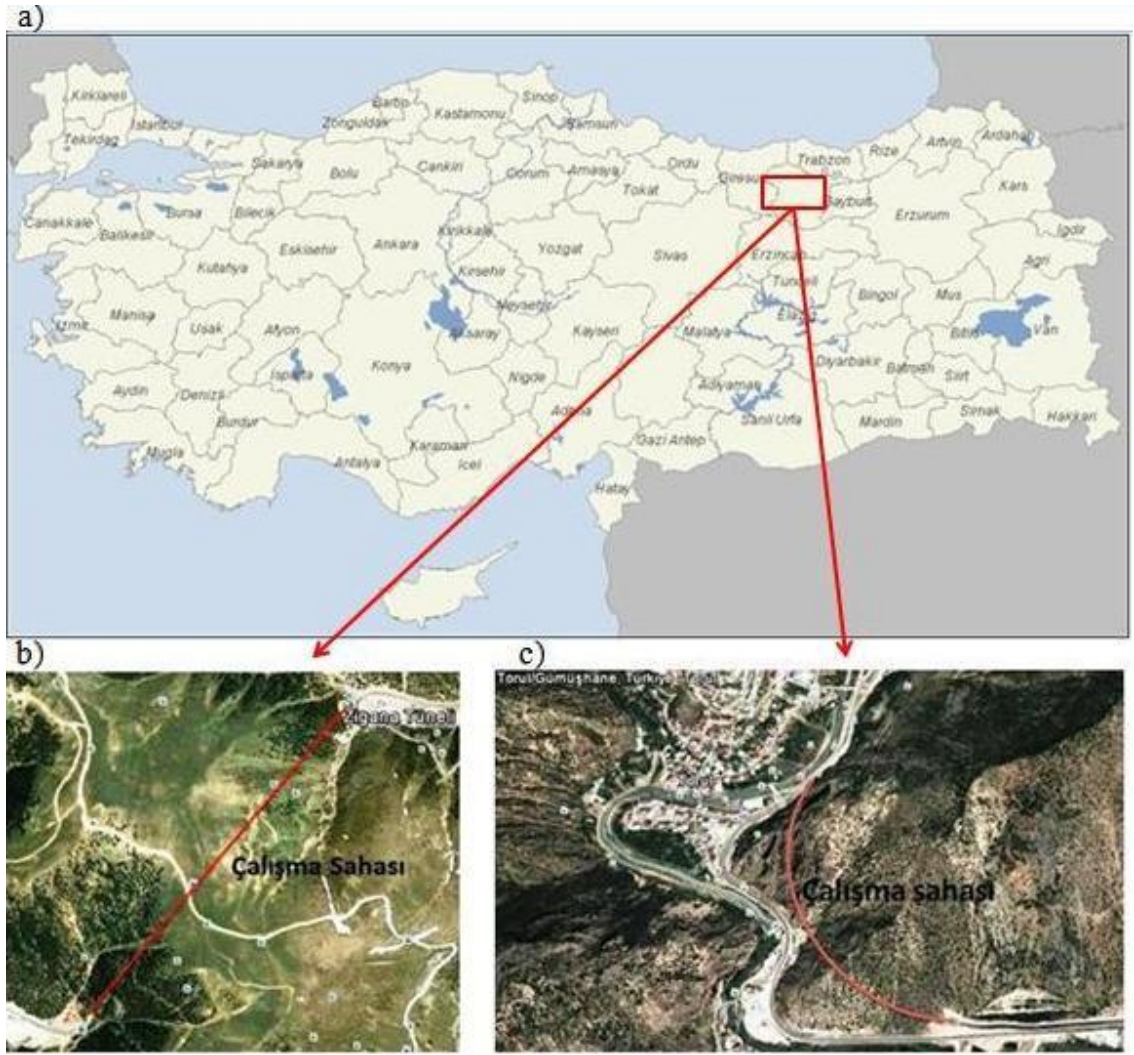 a)
Kirklareli
Tekirdag
Istanbul
Zonguldak
Bartin
Kastamonu
Sinop
Samsun
Sakarya
Bolu
Cankiri
Corum
Amasya
Tokat
Ordu
Trabzon
Rize
Artvin
Ardahan
Kars
Erzurum
Igdir
Agri
Canakkale
Balikesir
Bursa
Bilecik
Eskisehir
Ankara
Kirikkale
Yozgat
Sivas
Erzincan
Tunceli
Bingol
Mus
Kutahya
Kirsehir
Nevsehir
Kayseri
Malatya
Elazig
Bitlis
Van
Izmir
Manisa
Usak
Afyon
Konya
Aksaray
Nigde
Diyarbakir
Batman
Siirt
Isparta
Adiyaman
Sanli Urfa
Mardin
Sirnak
Hakkari
Aydin
Denizli
Burdur
Mugla
Antalya
Karaman
Icel
Adana
Gazi Antep
Hatay
b)
Zigana Tüneli
Çalışma Sahası
c)
Torul/Gümüşhane, Türkiye
Çalışma sahası